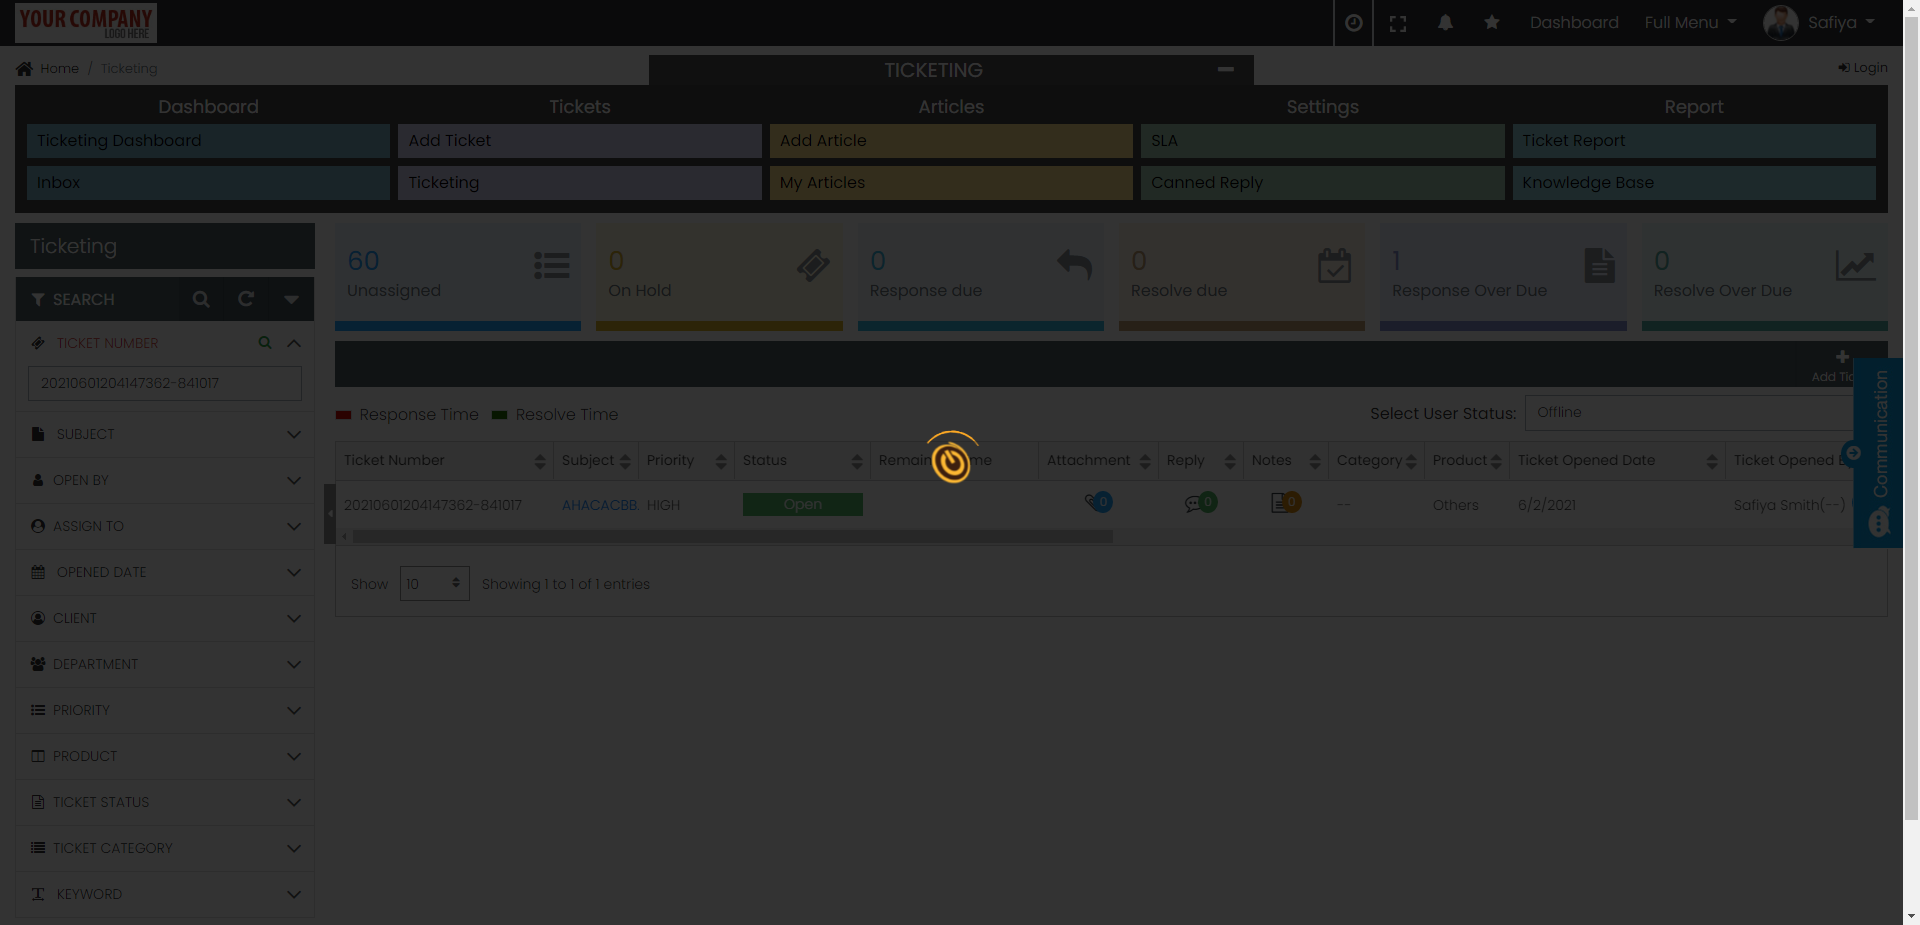 YOUR COMPANY
LOGO HERE
Dashboard Full Menu Safiya
Home / Ticketing
TICKETING
Login
Dashboard Tickets Articles Settings Report
Ticketing Dashboard Add Ticket Add Article SLA Ticket Report
Inbox Ticketing My Articles Canned Reply Knowledge Base
Ticketing
60 0 0 0 1 0
Unassigned On Hold Response due Resolve due Response Over Due Resolve Over Due
SEARCH
TICKET NUMBER
20210601204147362-841017
Add
Communication
Response Time Resolve Time
Select User Status: Offline
SUBJECT
OPEN BY
ASSIGN TO
OPENED DATE
CLIENT
DEPARTMENT
PRIORITY
PRODUCT
TICKET STATUS
TICKET CATEGORY
KEYWORD
Ticket Number Subject Priority Status Attachment Reply Notes Category Product Ticket Opened Date Ticket Opened
20210601204147362-841017 AHACACBB. HIGH Open 0 0 0 -- Others 6/2/2021 Safiya Smith(--)
Show 10 Showing 1 to 1 of 1 entries